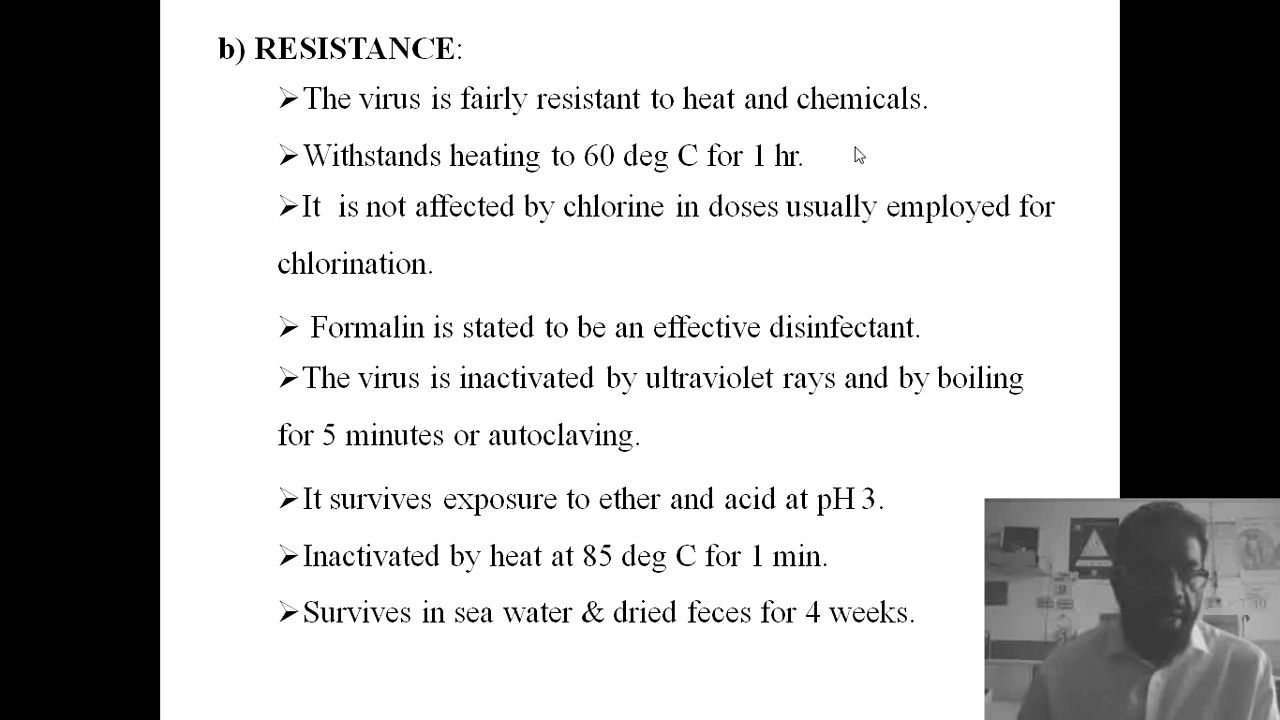 b) RESISTANCE:
➢The virus is fairly resistant to heat and chemicals.
➢Withstands heating to 60 deg C for 1 hr.
➢It is not affected by chlorine in doses usually employed for
chlorination.
➢ Formalin is stated to be an effective disinfectant.
➢The virus is inactivated by ultraviolet rays and by boiling
for 5 minutes or autoclaving.
➢It survives exposure to ether and acid at pH 3.
➢Inactivated by heat at 85 deg C for 1 min.
➢Survives in sea water & dried feces for 4 weeks.